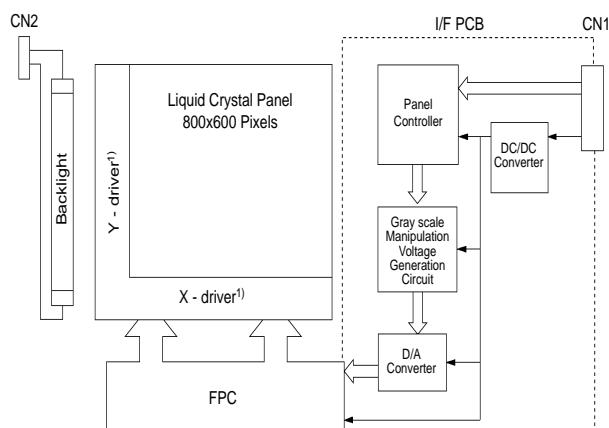 CN2
I/F PCB
CN1
Liquid Crystal Panel
800x600 Pixels
Panel
Controller
DC/DC
Converter
Backlight
Y - driver1)
Gray scale
Manipulation
Voltage
Generation
Circuit
X - driver1)
D/A
Converter
FPC